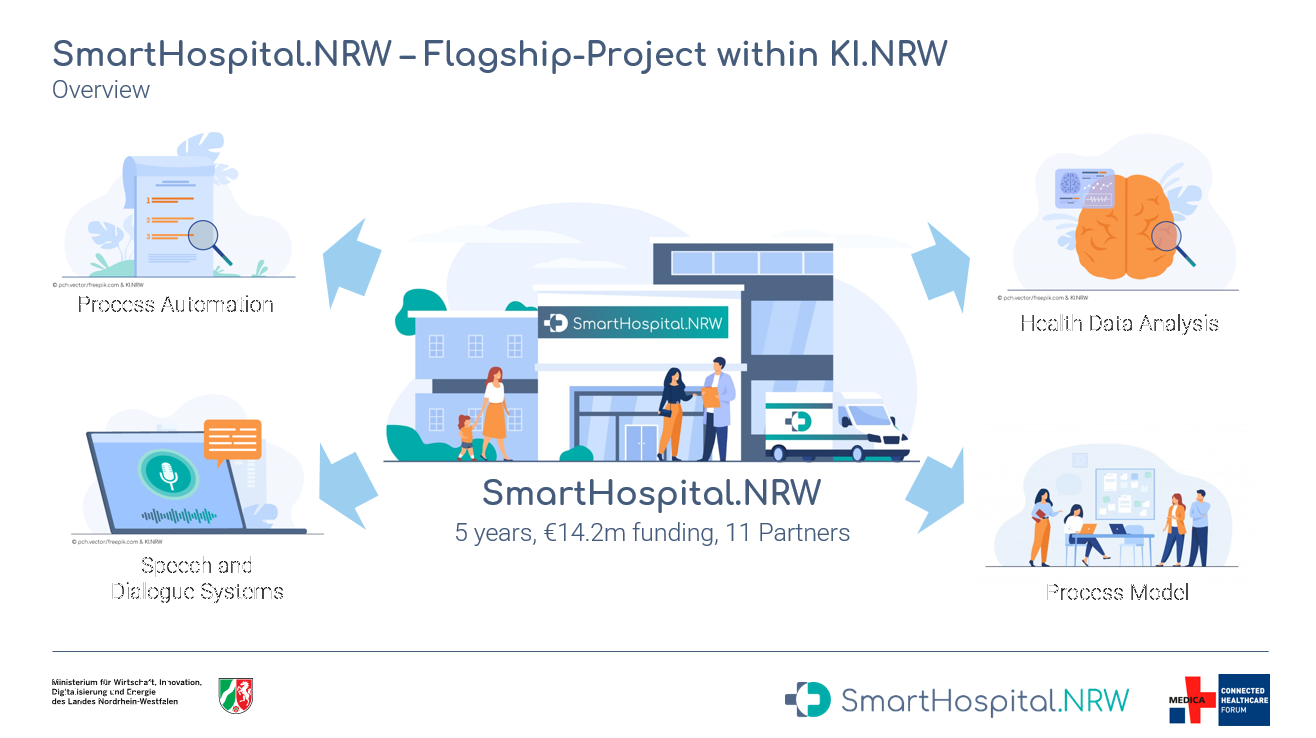 SmartHospital.NRW – Flagship-Project within KI.NRW
Overview
1
2
3
© pch.vector/freepik.com & KI.NRW
Process Automation
© pch.vector/freepik.com & KI.NRW
Health Data Analysis
SmartHospital.NRW
© pch.vector/freepik.com & KI.NRW
Speech and
Dialogue Systems
SmartHospital.NRW
5 years, €14.2m funding, 11 Partners
Process Model
Ministerium für Wirtschaft, Innovation,
Digitalisierung und Energie
des Landes Nordrhein-Westfalen
SmartHospital.NRW
MEDICA
CONNECTED
HEALTHCARE
FORUM